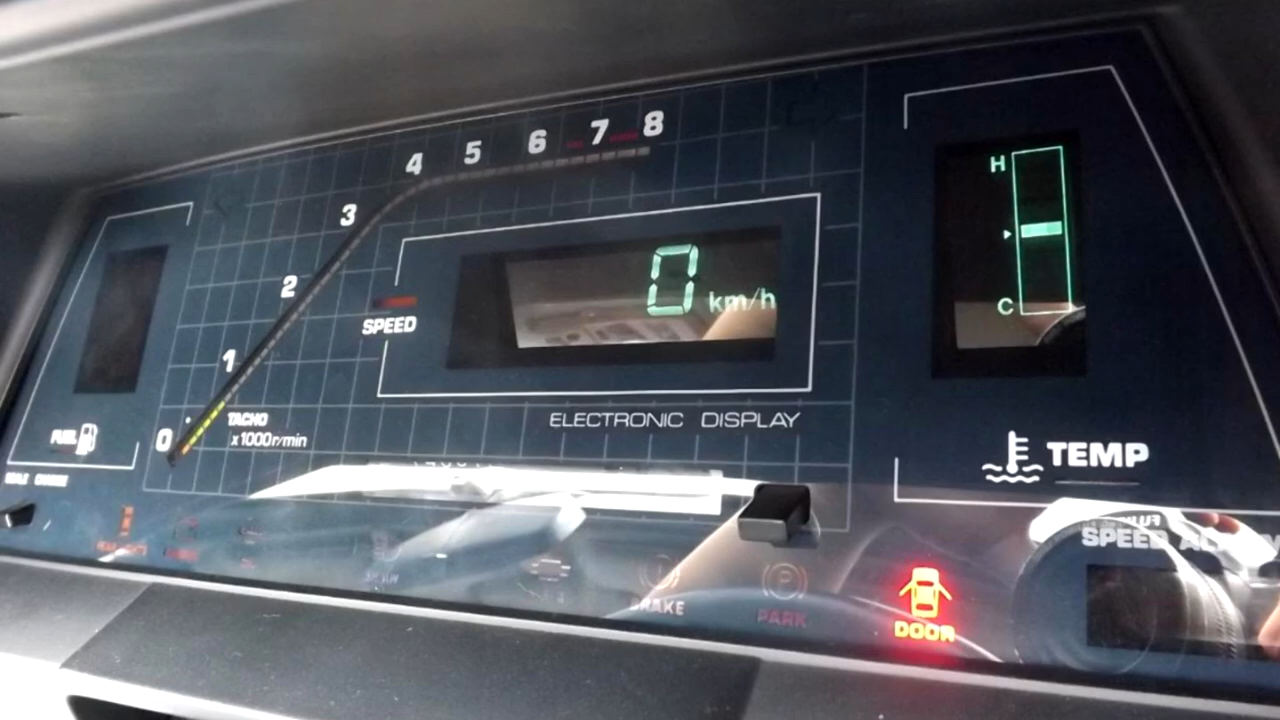 8
7
6
5
4
3
2
1
0
H
C
0 km/h
SPEED
TACHO
x1000r/min
ELECTRONIC DISPLAY
FUEL
TEMP
BRAKE
P
PARK
DOOR
SPEED